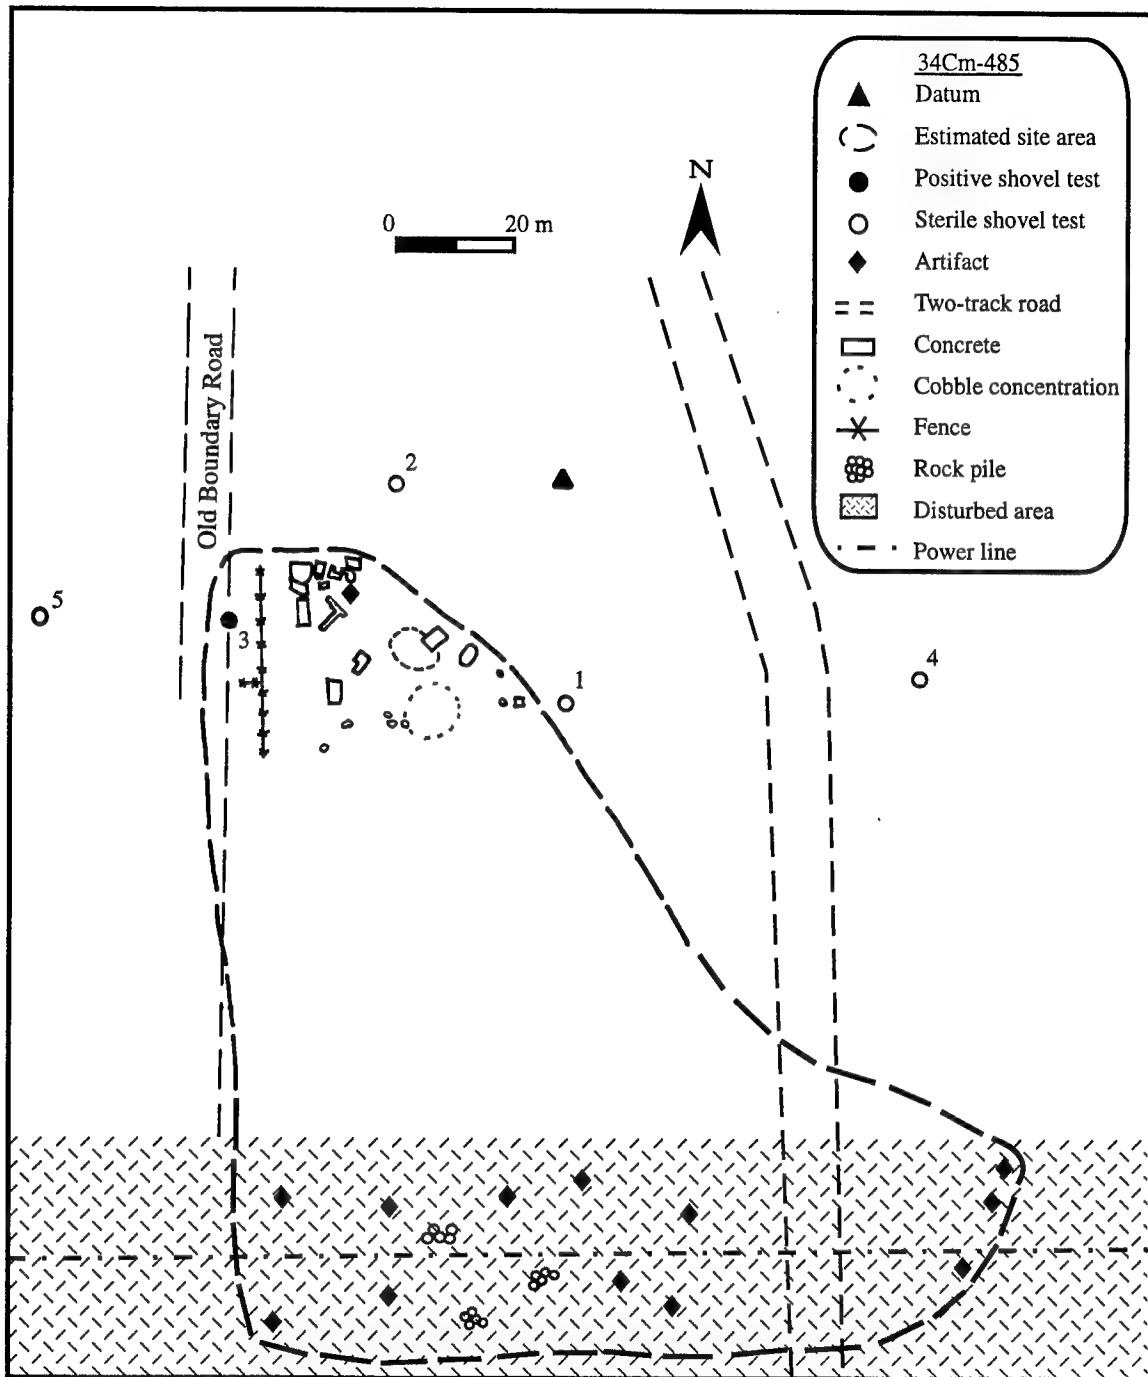 34Cm-485
Datum
Estimated site area
Positive shovel test
Sterile shovel test
Artifact
Two-track road
Concrete
Cobble concentration
Fence
Rock pile
Disturbed area
Power line
N
0 20 m
Old Boundary Road
2
5
3
1
4